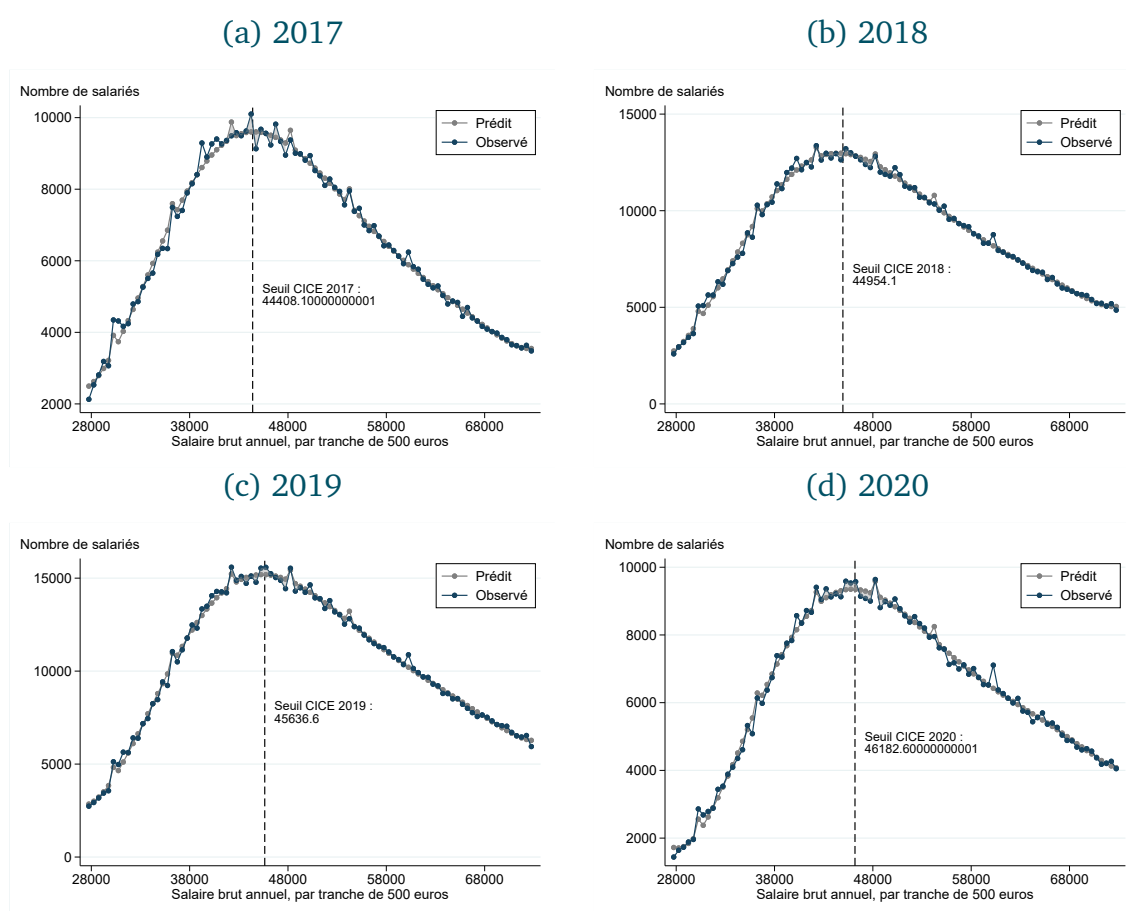 (a) 2017
Nombre de salariés
10000
8000
6000
4000
2000
Prédit
Observé
Seuil CICE 2017 :
44408.10000000001
28000 38000 48000 58000 68000
Salaire brut annuel, par tranche de 500 euros
(b) 2018
Nombre de salariés
15000
10000
5000
0
Prédit
Observé
Seuil CICE 2018 :
44954.1
28000 38000 48000 58000 68000
Salaire brut annuel, par tranche de 500 euros
(c) 2019
Nombre de salariés
15000
10000
5000
0
Prédit
Observé
Seuil CICE 2019 :
45636.6
28000 38000 48000 58000 68000
Salaire brut annuel, par tranche de 500 euros
(d) 2020
Nombre de salariés
10000
8000
6000
4000
2000
Prédit
Observé
Seuil CICE 2020 :
46182.60000000001
28000 38000 48000 58000 68000
Salaire brut annuel, par tranche de 500 euros